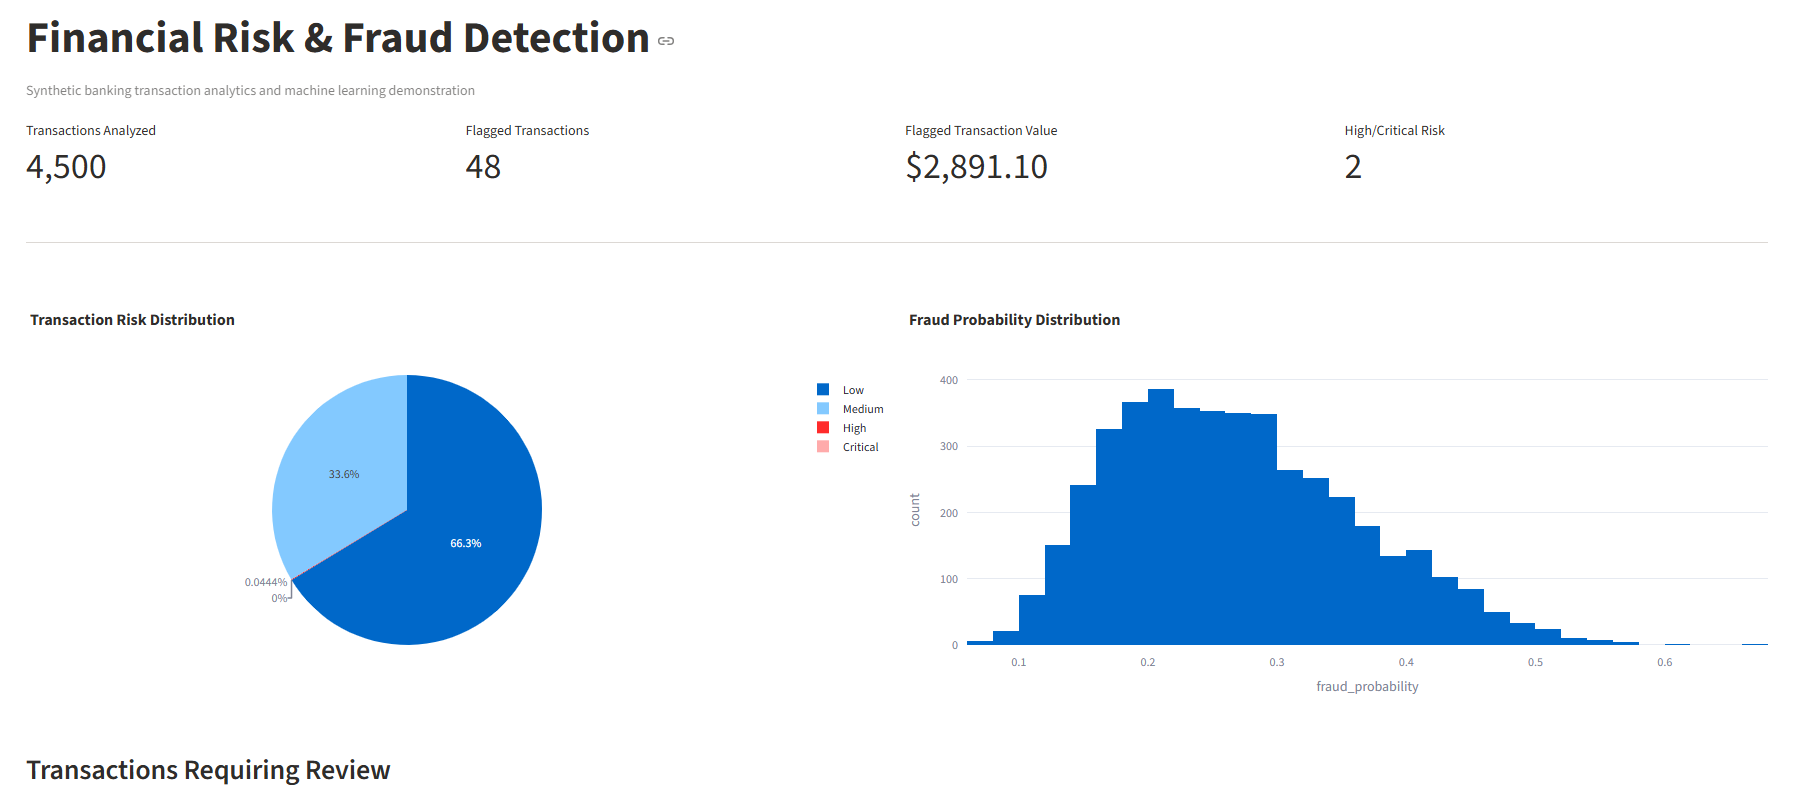 Financial Risk & Fraud Detection
Synthetic banking transaction analytics and machine learning demonstration
Transactions Analyzed
4,500
Flagged Transactions
48
Flagged Transaction Value
$2,891.10
High/Critical Risk
2
Transaction Risk Distribution
33.6%
66.3%
0.0444%
0%
Low
Medium
High
Critical
Fraud Probability Distribution
400
300
200
100
0
count
0.1
0.2
0.3
0.4
0.5
0.6
fraud_probability
Transactions Requiring Review